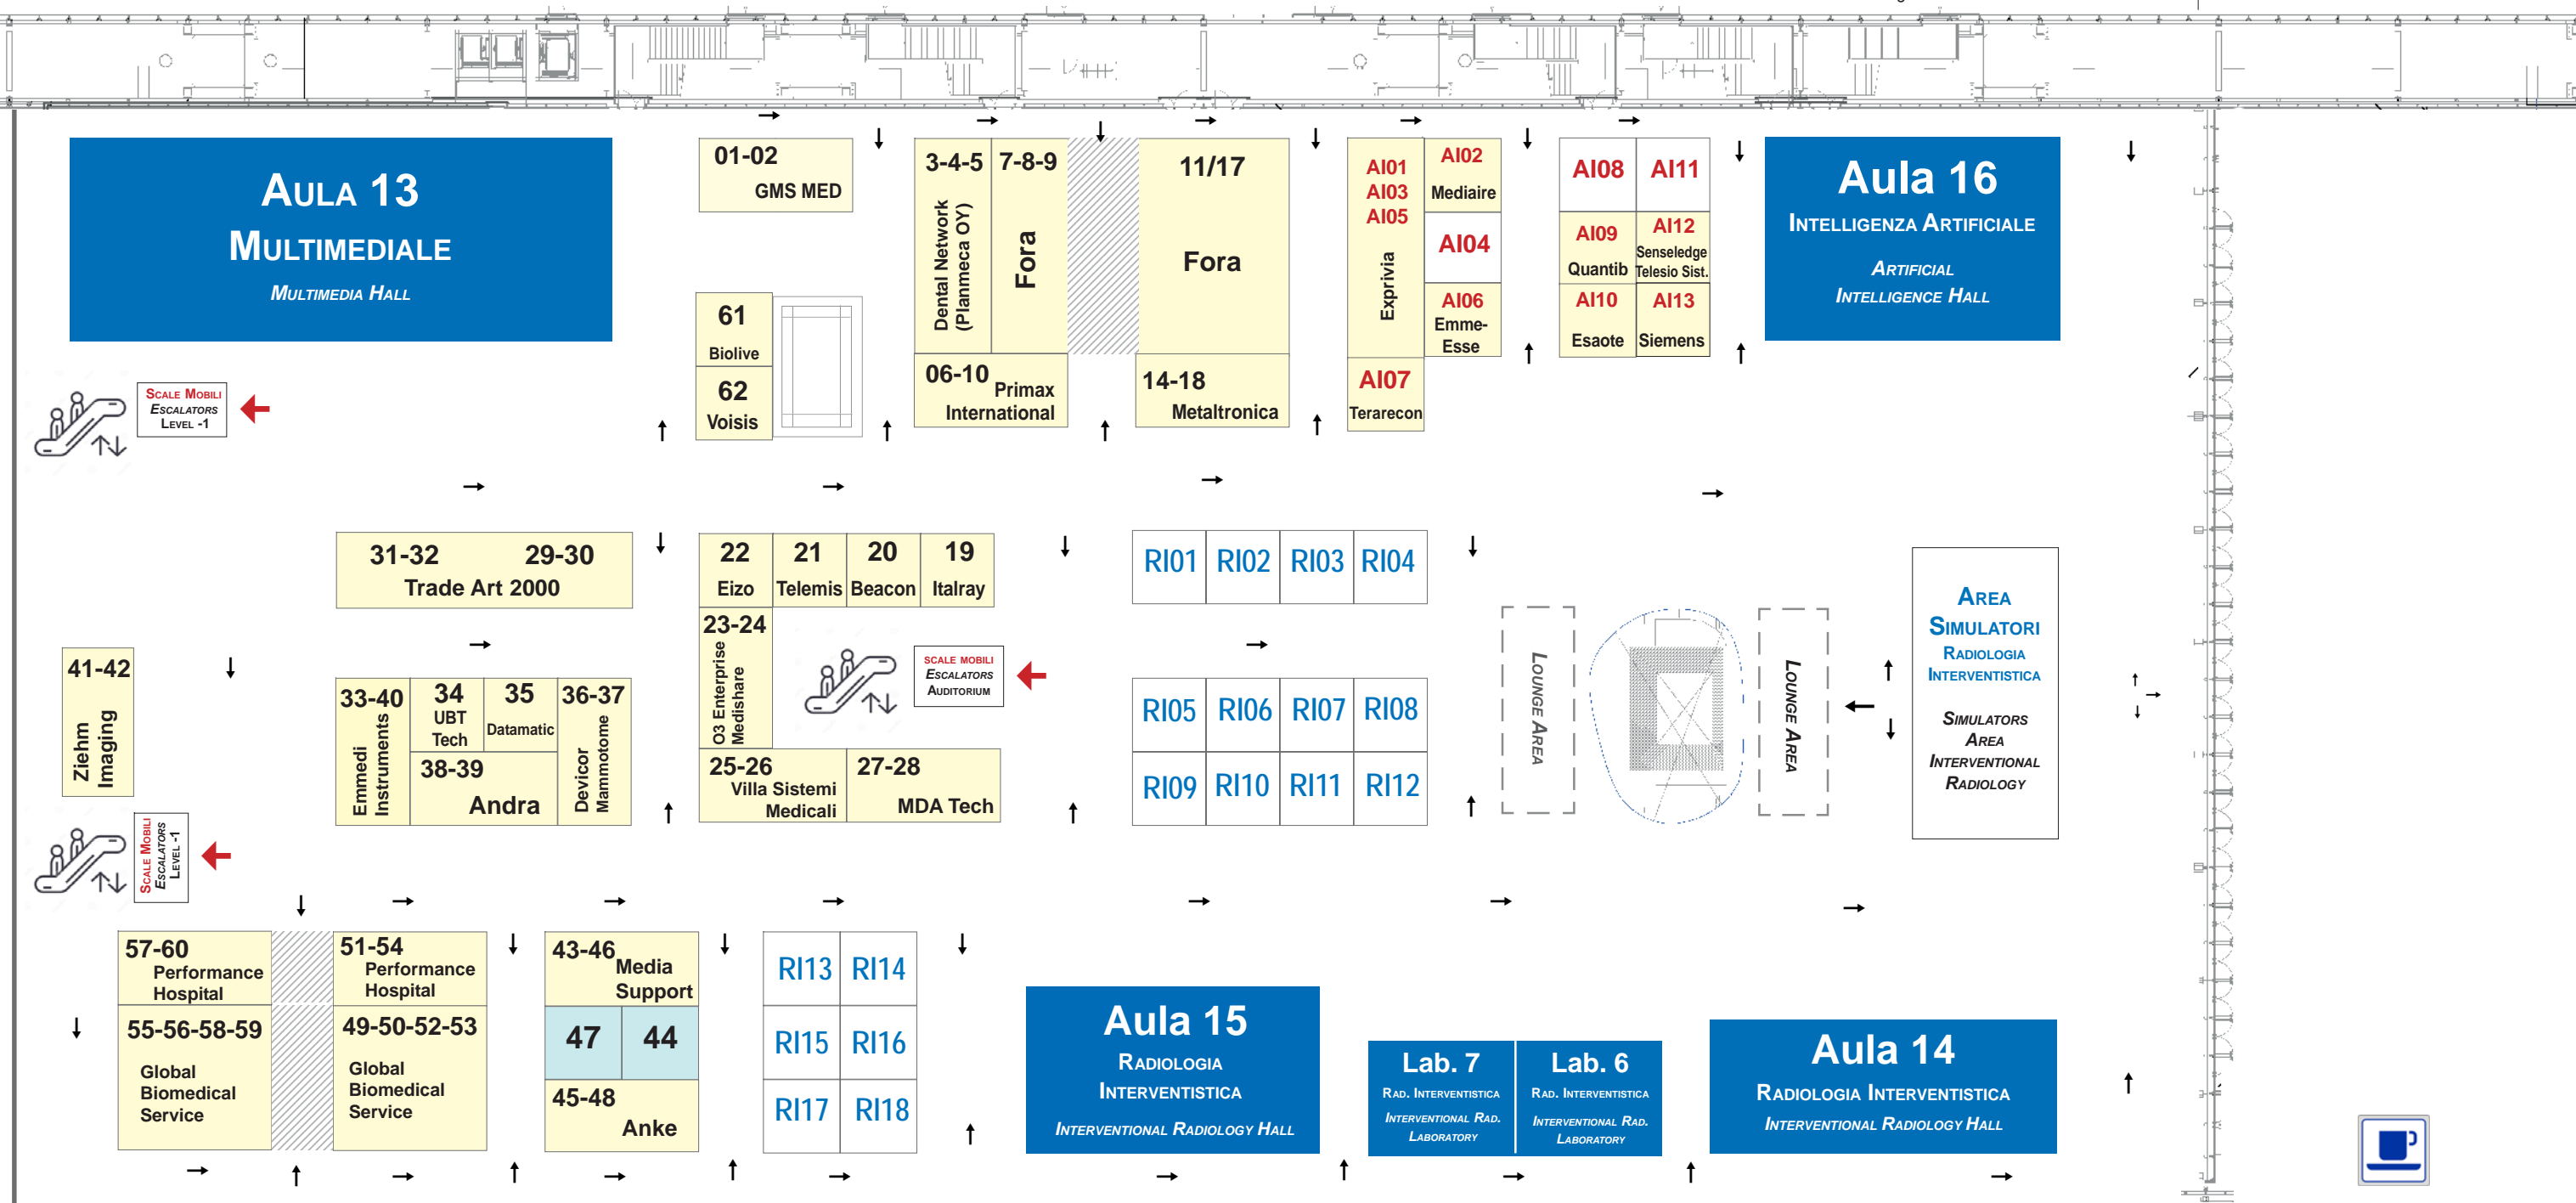 Aula 13
Multimediale
Multimedia Hall
01-02
GMS MED
3-4-5
Dental Network
(Planmeca OY)
7-8-9
Fora
11/17
Fora
AI01
AI03
AI05
Exprivia
AI02
Mediaire
AI04
AI06
Emme-
Esse
AI07
Terarecon
AI08
AI11
AI09
Quantib
AI12
Senseledge
Telesio Sist.
AI10
Esaote
AI13
Siemens
Aula 16
Intelligenza Artificiale
Artificial
Intelligence Hall
61
Biolive
62
Voisis
06-10
Primax
International
14-18
Metaltronica
Scale Mobili
Escalators
Level -1
31-32
29-30
Trade Art 2000
22
Eizo
21
Telemis
20
Beacon
19
Italray
23-24
O3 Enterprise
Medishare
scale mobili
Escalators
Auditorium
25-26
Villa Sistemi
Medicali
27-28
MDA Tech
RI01
RI02
RI03
RI04
RI05
RI06
RI07
RI08
RI09
RI10
RI11
RI12
Lounge Area
Lounge Area
Area
Simulatori
Radiologia
Interventistica
Simulators
Area
Interventional
Radiology
41-42
Ziehm
Imaging
33-40
Emmedi
Instruments
34
UBT
Tech
35
Datamatic
36-37
Devicor
Mammotome
38-39
Andra
Scale Mobili
Escalators
Level -1
57-60
Performance
Hospital
51-54
Performance
Hospital
55-56-58-59
Global
Biomedical
Service
49-50-52-53
Global
Biomedical
Service
43-46
Media
Support
47
44
45-48
Anke
RI13
RI14
RI15
RI16
RI17
RI18
Aula 15
Radiologia
Interventistica
Interventional Radiology Hall
Lab. 7
Rad. Interventistica
Interventional Rad.
Laboratory
Lab. 6
Rad. Interventistica
Interventional Rad.
Laboratory
Aula 14
Radiologia Interventistica
Interventional Radiology Hall